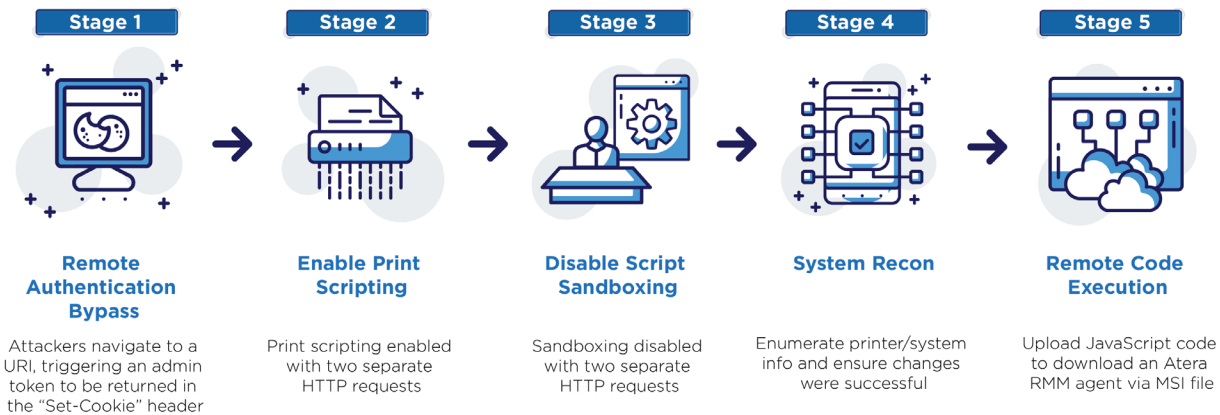 Stage 1
Remote
Authentication
Bypass
Attackers navigate to a
URI, triggering an admin
token to be returned in
the “Set-Cookie” header
Stage 2
Enable Print
Scripting
Print scripting enabled
with two separate
HTTP requests
Stage 3
Disable Script
Sandboxing
Sandboxing disabled
with two separate
HTTP requests
Stage 4
System Recon
Enumerate printer/system
info and ensure changes
were successful
Stage 5
Remote Code
Execution
Upload JavaScript code
to download an Atera
RMM agent via MSI file